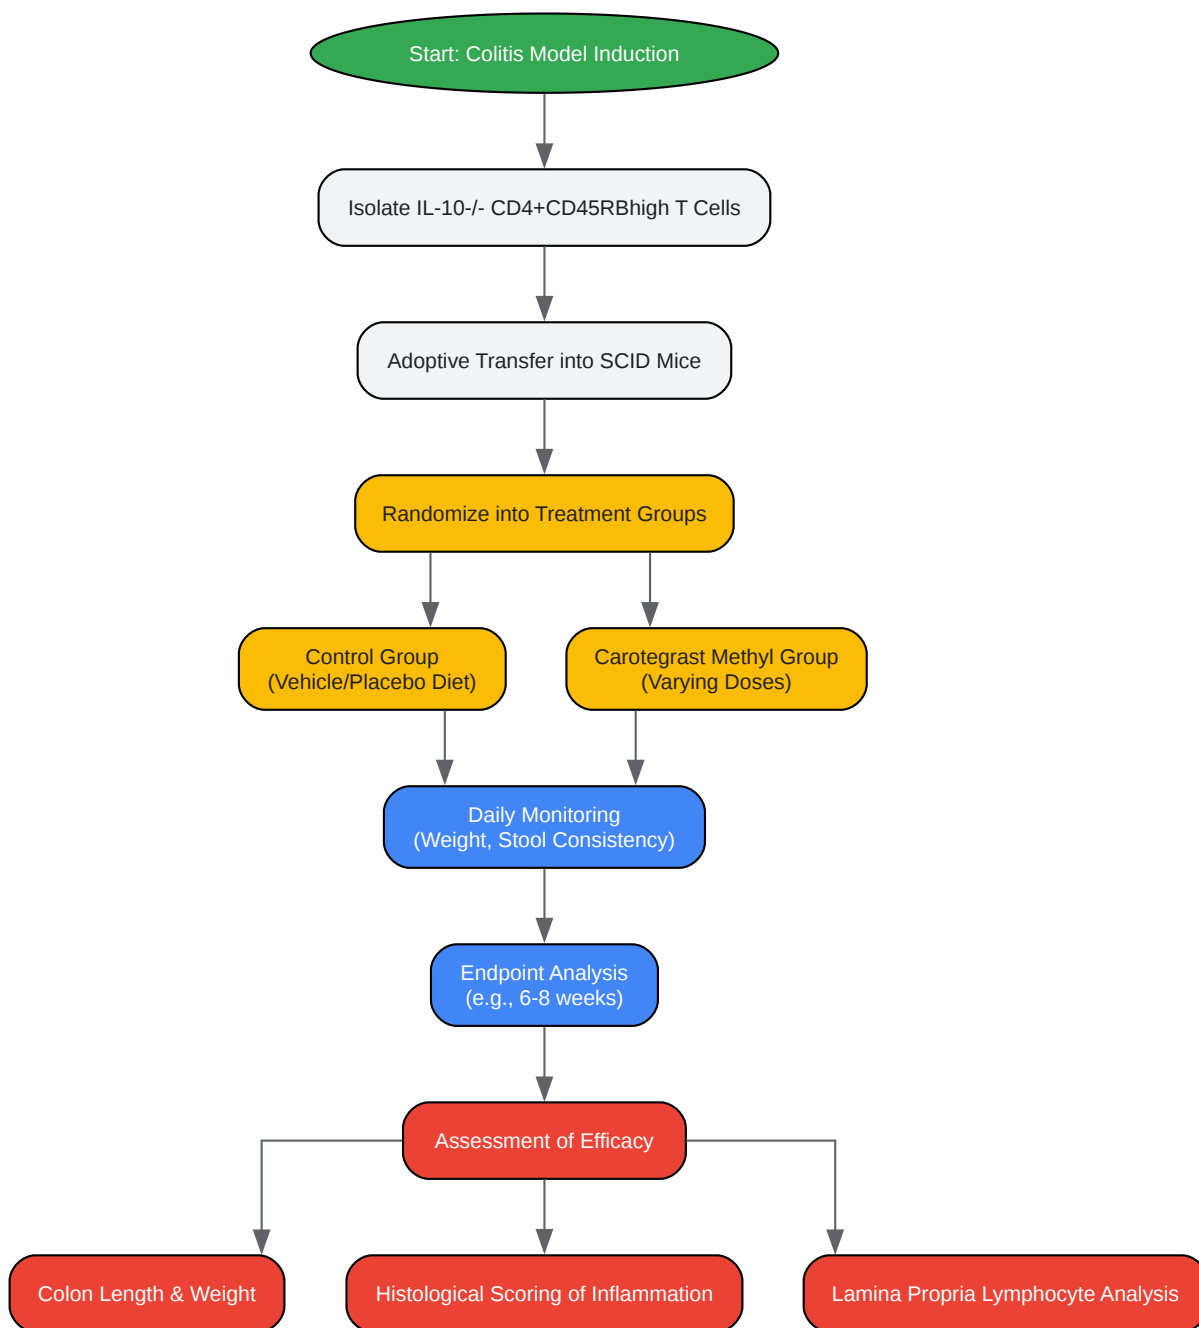 Start: Colitis Model Induction
Isolate IL-10-/- CD4+CD45RBhigh T Cells
Adoptive Transfer into SCID Mice
Randomize into Treatment Groups
Control Group
(Vehicle/Placebo Diet)
Carotegrast Methyl Group
(Varying Doses)
Daily Monitoring
(Weight, Stool Consistency)
Endpoint Analysis
(e.g., 6-8 weeks)
Assessment of Efficacy
Colon Length & Weight
Histological Scoring of Inflammation
Lamina Propria Lymphocyte Analysis